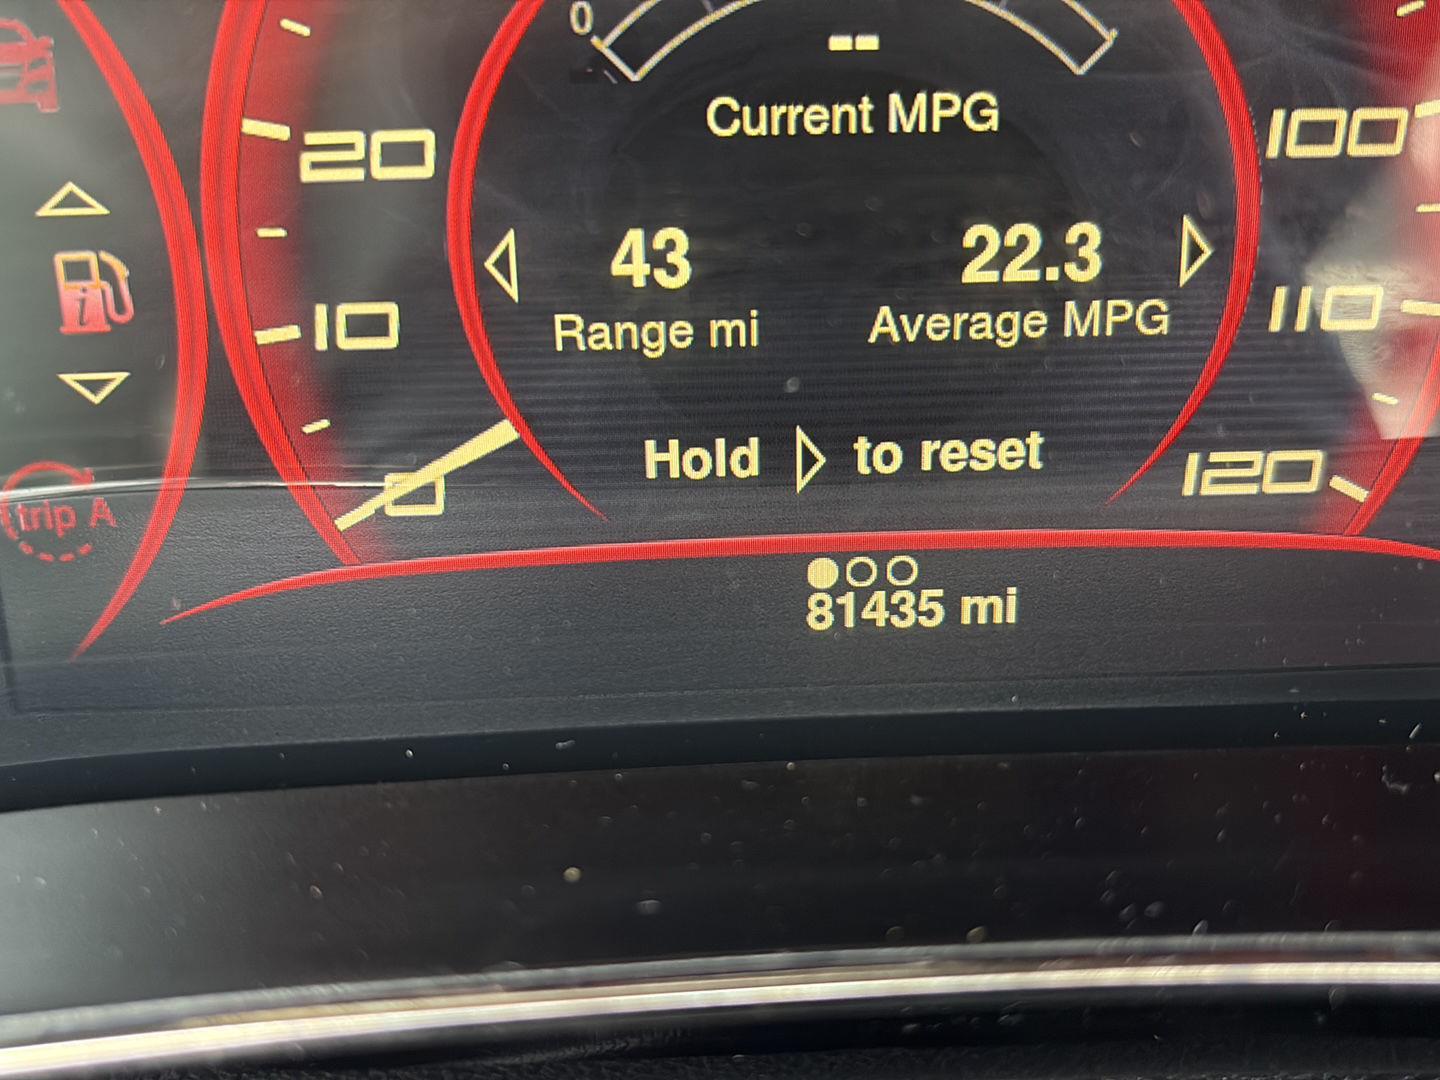 0
--
Current MPG
20
100
43
22.3
Range mi
Average MPG
10
110
Hold ▷ to reset
0
120
trip A
81435 mi